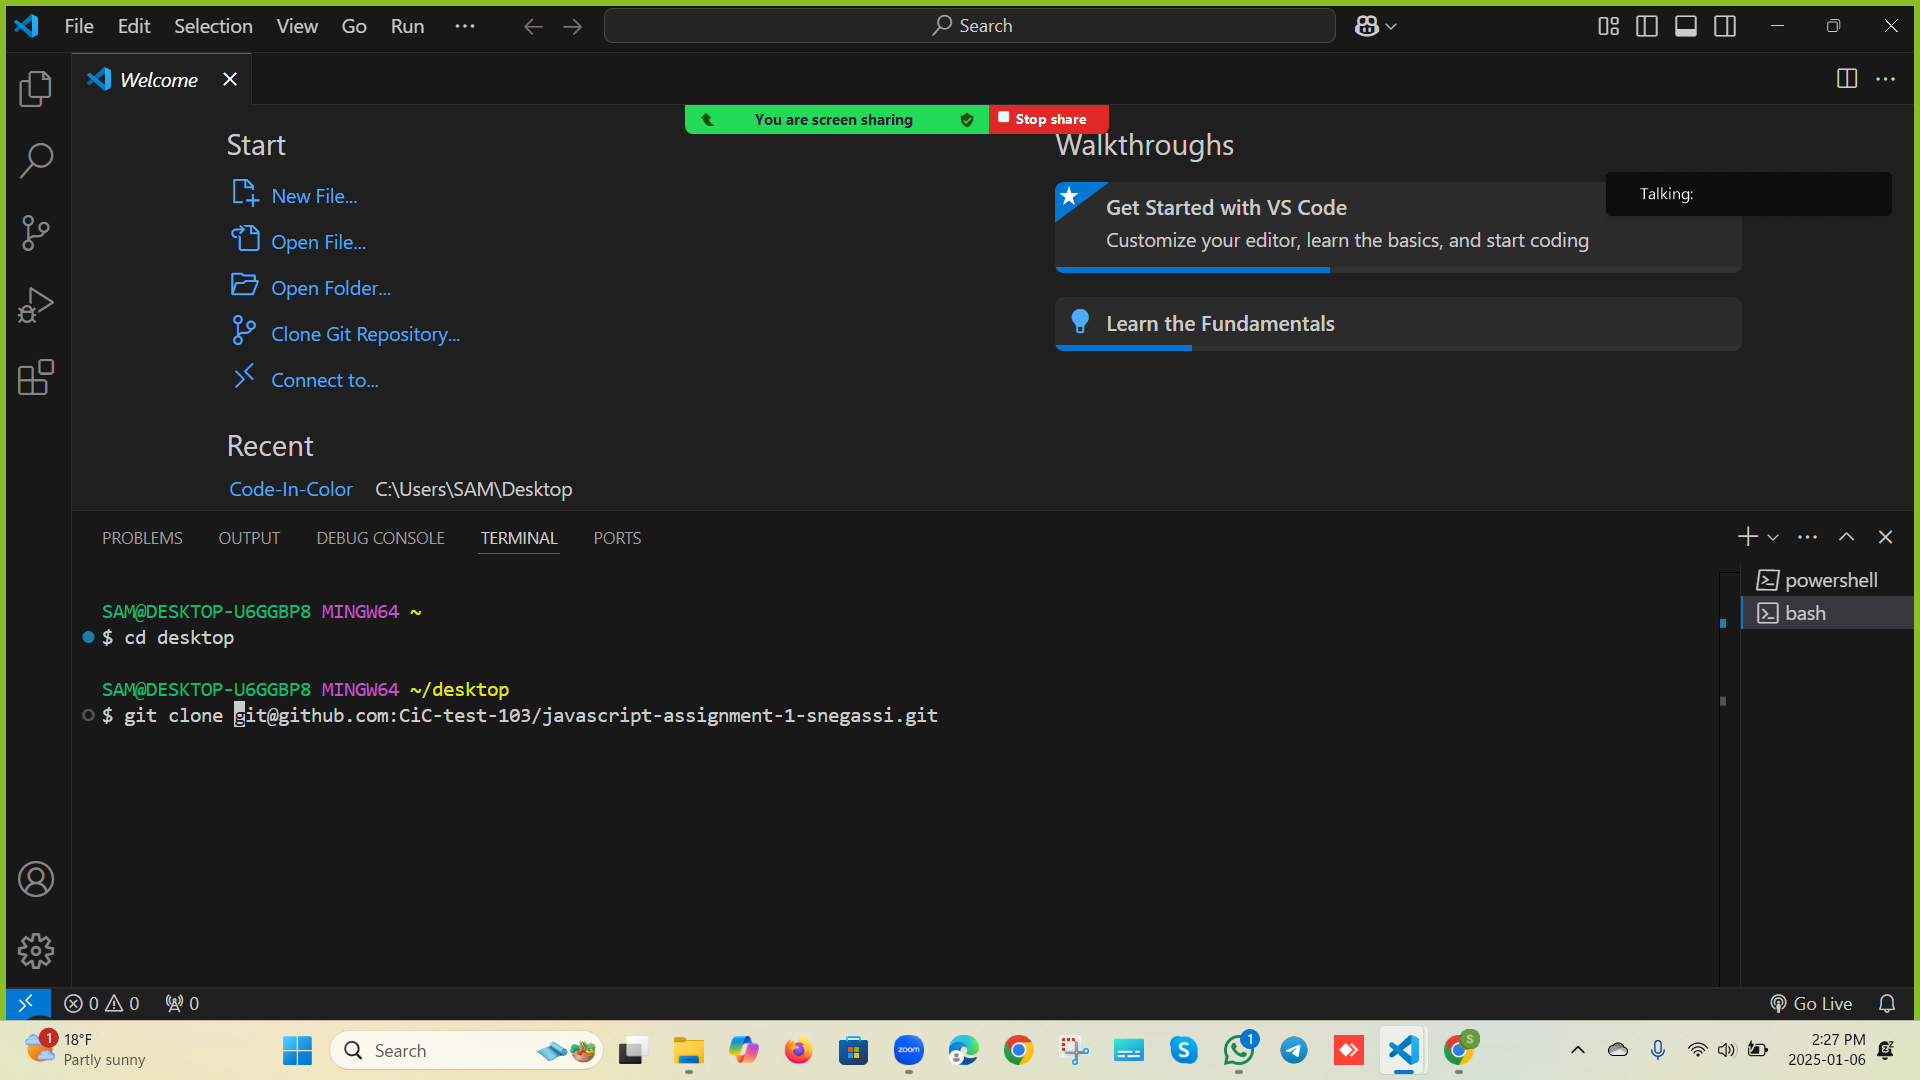 File Edit Selection View Go Run ···
Search
Welcome
You are screen sharing
Stop share
Start
New File...
Open File...
Open Folder...
Clone Git Repository...
Connect to...
Recent
Code-In-Color C:\Users\SAM\Desktop
Walkthroughs
Get Started with VS Code
Customize your editor, learn the basics, and start coding
Talking:
Learn the Fundamentals
PROBLEMS OUTPUT DEBUG CONSOLE TERMINAL PORTS
powershell
bash
SAM@DESKTOP-U6GGBP8 MINGW64 ~
$ cd desktop
SAM@DESKTOP-U6GGBP8 MINGW64 ~/desktop
$ git clone git@github.com:CiC-test-103/javascript-assignment-1-snegassi.git
0 0 0
Go Live
1
18°F
Partly sunny
Search
zoom
1
S
2:27 PM
2025-01-06